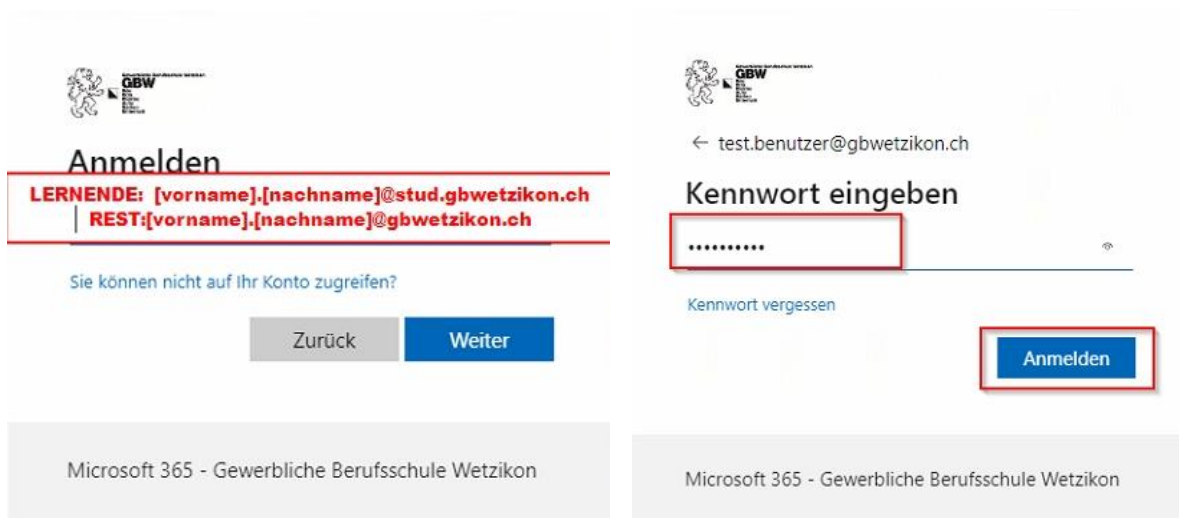 GBW
Anmelden
LERNENDE: [vorname].[nachname]@stud.gbwetzikon.ch
REST:[vorname].[nachname]@gbwetzikon.ch
Sie können nicht auf Ihr Konto zugreifen?
Zurück
Weiter
Microsoft 365 - Gewerbliche Berufsschule Wetzikon
GBW
← test.benutzer@gbwetzikon.ch
Kennwort eingeben
••••••••••
Kennwort vergessen
Anmelden
Microsoft 365 - Gewerbliche Berufsschule Wetzikon